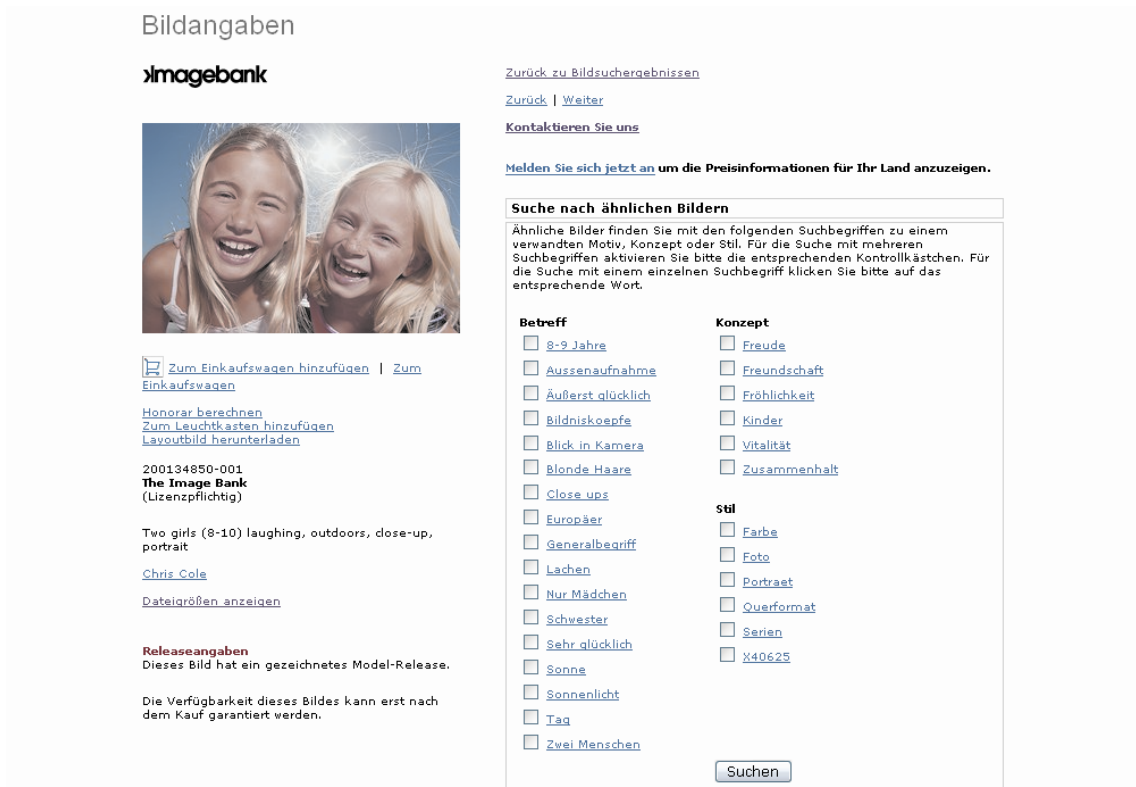 Bildangaben
imagebank
Zurück zu Bildsuchergebnissen
Zurück | Weiter
Kontaktieren Sie uns
Melden Sie sich jetzt an um die Preisinformationen für Ihr Land anzuzeigen.
Zum Einkaufswagen hinzufügen | Zum
Einkaufswagen
Honorar berechnen
Zum Leuchtkasten hinzufügen
Layoutbild herunterladen
200134850-001
The Image Bank
(Lizenzpflichtig)
Two girls (8-10) laughing, outdoors, close-up,
portrait
Chris Cole
Dateigrößen anzeigen
Releaseangaben
Dieses Bild hat ein gezeichnetes Model-Release.
Die Verfügbarkeit dieses Bildes kann erst nach
dem Kauf garantiert werden.
Suche nach ähnlichen Bildern
Ähnliche Bilder finden Sie mit den folgenden Suchbegriffen zu einem
verwandten Motiv, Konzept oder Stil. Für die Suche mit mehreren
Suchbegriffen aktivieren Sie bitte die entsprechenden Kontrollkästchen. Für
die Suche mit einem einzelnen Suchbegriff klicken Sie bitte auf das
entsprechende Wort.
Betreff
8-9 Jahre
Aussenaufnahme
Äußerst glücklich
Bildniskoepfe
Blick in Kamera
Blonde Haare
Close ups
Europäer
Generalbegriff
Lachen
Nur Mädchen
Schwester
Sehr glücklich
Sonne
Sonnenlicht
Tag
Zwei Menschen
Konzept
Freude
Freundschaft
Fröhlichkeit
Kinder
Vitalität
Zusammenhalt
Stil
Farbe
Foto
Portraet
Querformat
Serien
X40625
Suchen